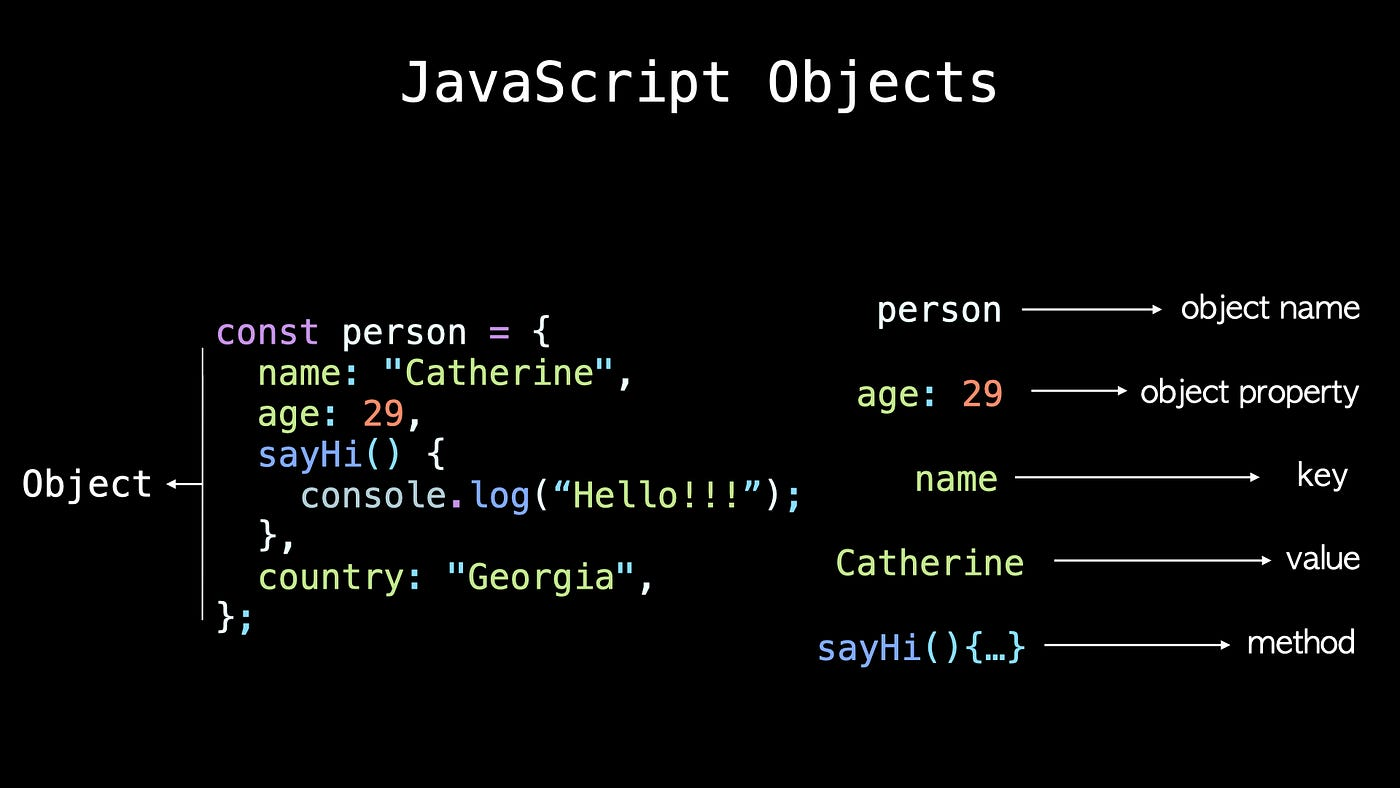 JavaScript Objects
const person = {
name: "Catherine",
age: 29,
sayHi() {
console.log(“Hello!!!”);
},
country: "Georgia",
};
Object
person object name
age: 29 object property
name key
Catherine value
sayHi(){…} method